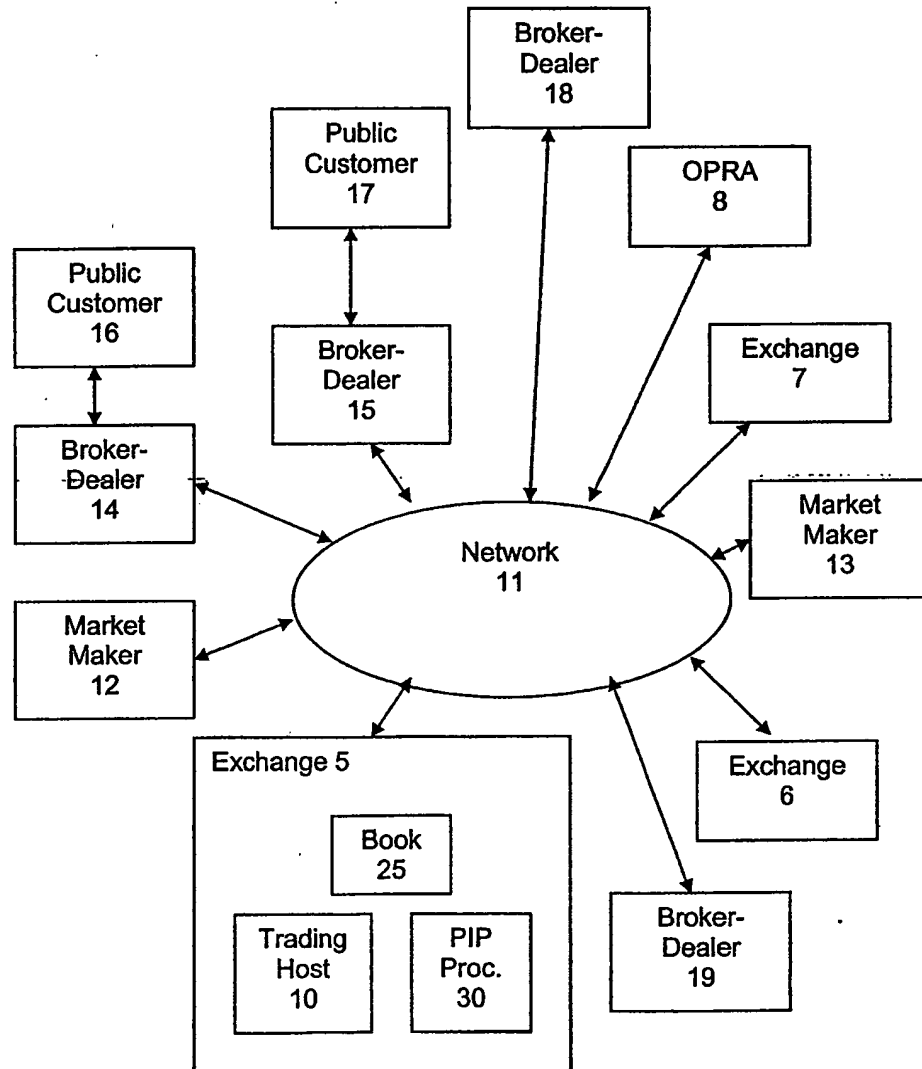 Broker-
Dealer
18
Public
Customer
17
OPRA
8
Public
Customer
16
Broker-
Dealer
15
Exchange
7
Broker-
Dealer
14
Market
Maker
13
Network
11
Market
Maker
12
Exchange 5
Exchange
6
Book
25
Trading
Host
10
PIP
Proc.
30
Broker-
Dealer
19